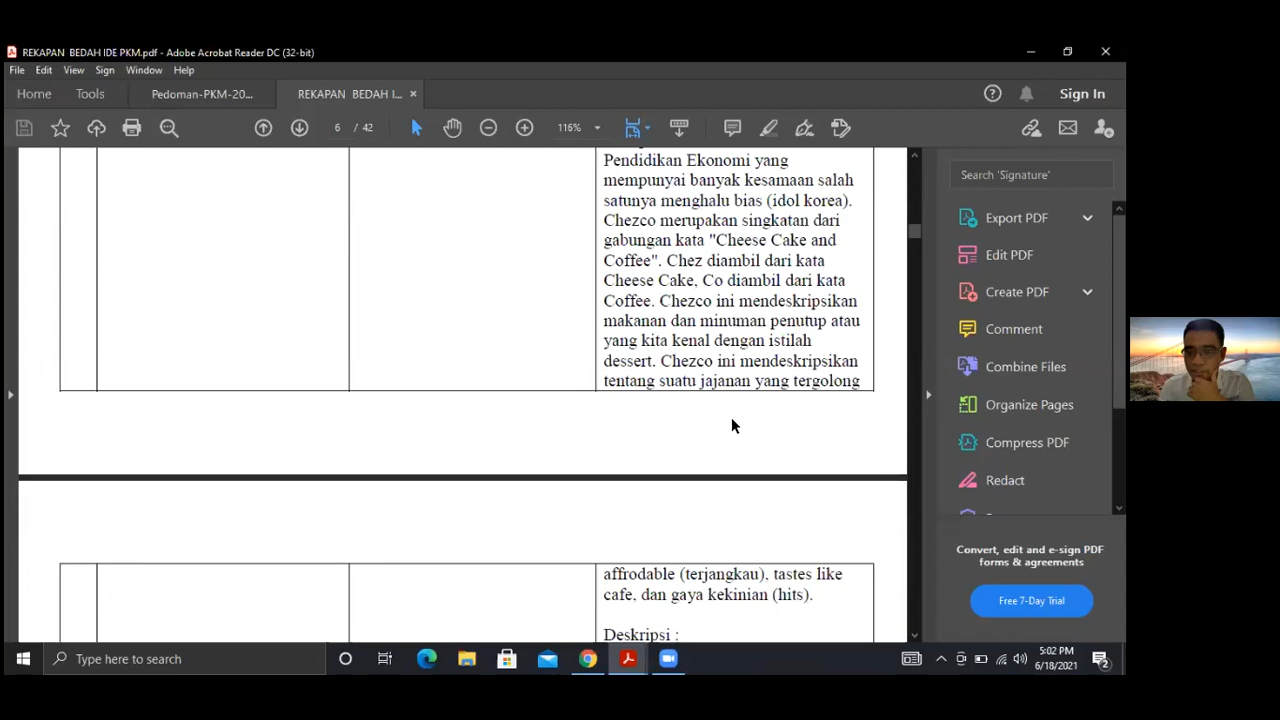 REKAPAN BEDAH IDE PKM.pdf - Adobe Acrobat Reader DC (32-bit)
File Edit View Sign Window Help
Home Tools Pedoman-PKM-20... REKAPAN BEDAH I... × Sign In
6 / 42 116%
Pendidikan Ekonomi yang
mempunyai banyak kesamaan salah
satunya menghalu bias (idol korea).
Chezco merupakan singkatan dari
gabungan kata "Cheese Cake and
Coffee". Chez diambil dari kata
Cheese Cake, Co diambil dari kata
Coffee. Chezco ini mendeskripsikan
makanan dan minuman penutup atau
yang kita kenal dengan istilah
dessert. Chezco ini mendeskripsikan
tentang suatu jajanan yang tergolong
affrodable (terjangkau), tastes like
cafe, dan gaya kekinian (hits).
Deskripsi :
Search 'Signature'
Export PDF
Edit PDF
Create PDF
Comment
Combine Files
Organize Pages
Compress PDF
Redact
Convert, edit and e-sign PDF
forms & agreements
Free 7-Day Trial
Type here to search
5:02 PM
6/18/2021
2